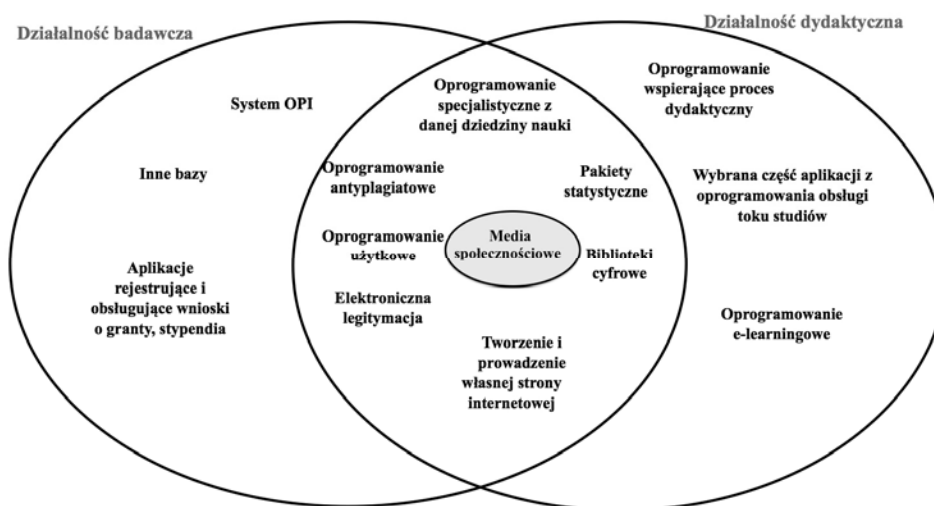 Działalność badawcza
Działalność dydaktyczna
System OPI
Inne bazy
Aplikacje
rejestrujące i
obsługujące wnioski
o granty, stypendia
Oprogramowanie
specjalistyczne z
danej dziedziny nauki
Oprogramowanie
antyplagiatowe
Pakiety
statystyczne
Oprogramowanie
użytkowe
Media
społecznościowe
Biblioteki
cyfrowe
Elektroniczna
legitymacja
Tworzenie i
prowadzenie
własnej strony
internetowej
Oprogramowanie
wspierające proces
dydaktyczny
Wybrana część aplikacji z
oprogramowania obsługi
toku studiów
Oprogramowanie
e-learningowe